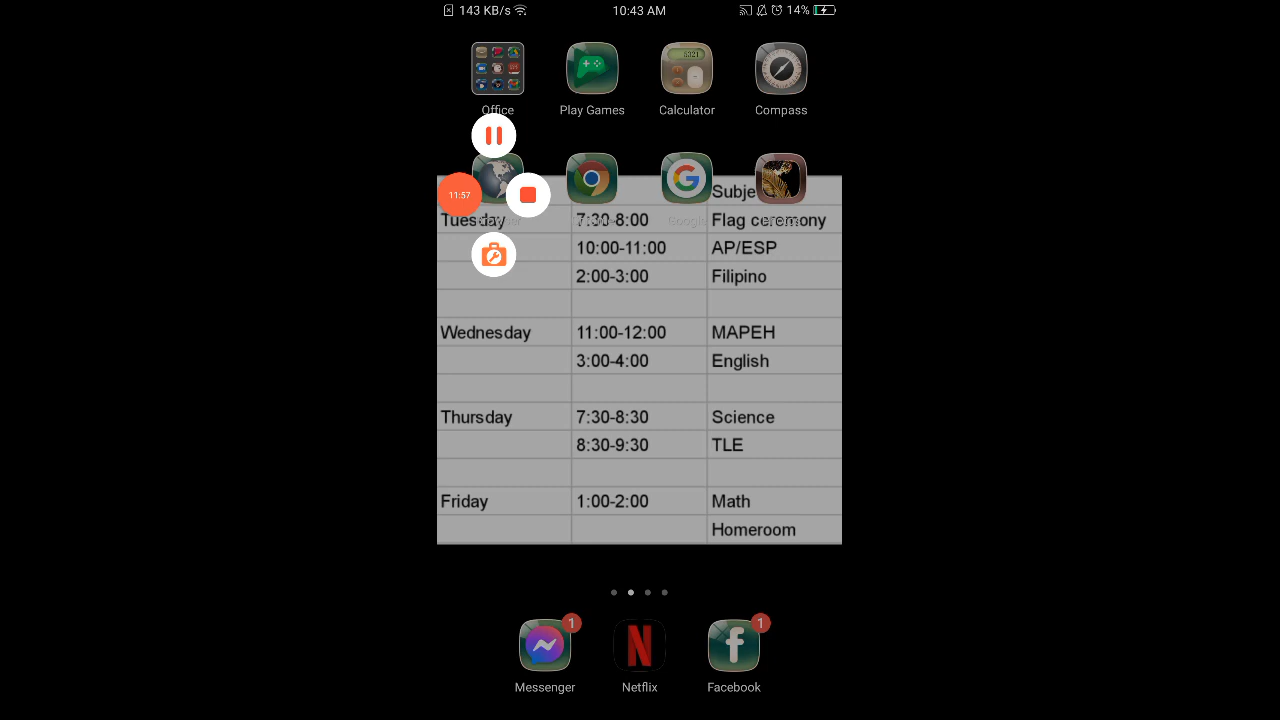 143 KB/s 10:43 AM 14%
0321
Office Play Games Calculator Compass
11:57
Subje
Tuesday 7:30-8:00 Flag ceremony
Google
10:00-11:00 AP/ESP
2:00-3:00 Filipino
Wednesday 11:00-12:00 MAPEH
3:00-4:00 English
Thursday 7:30-8:30 Science
8:30-9:30 TLE
Friday 1:00-2:00 Math
Homeroom
1 1
Messenger Netflix Facebook